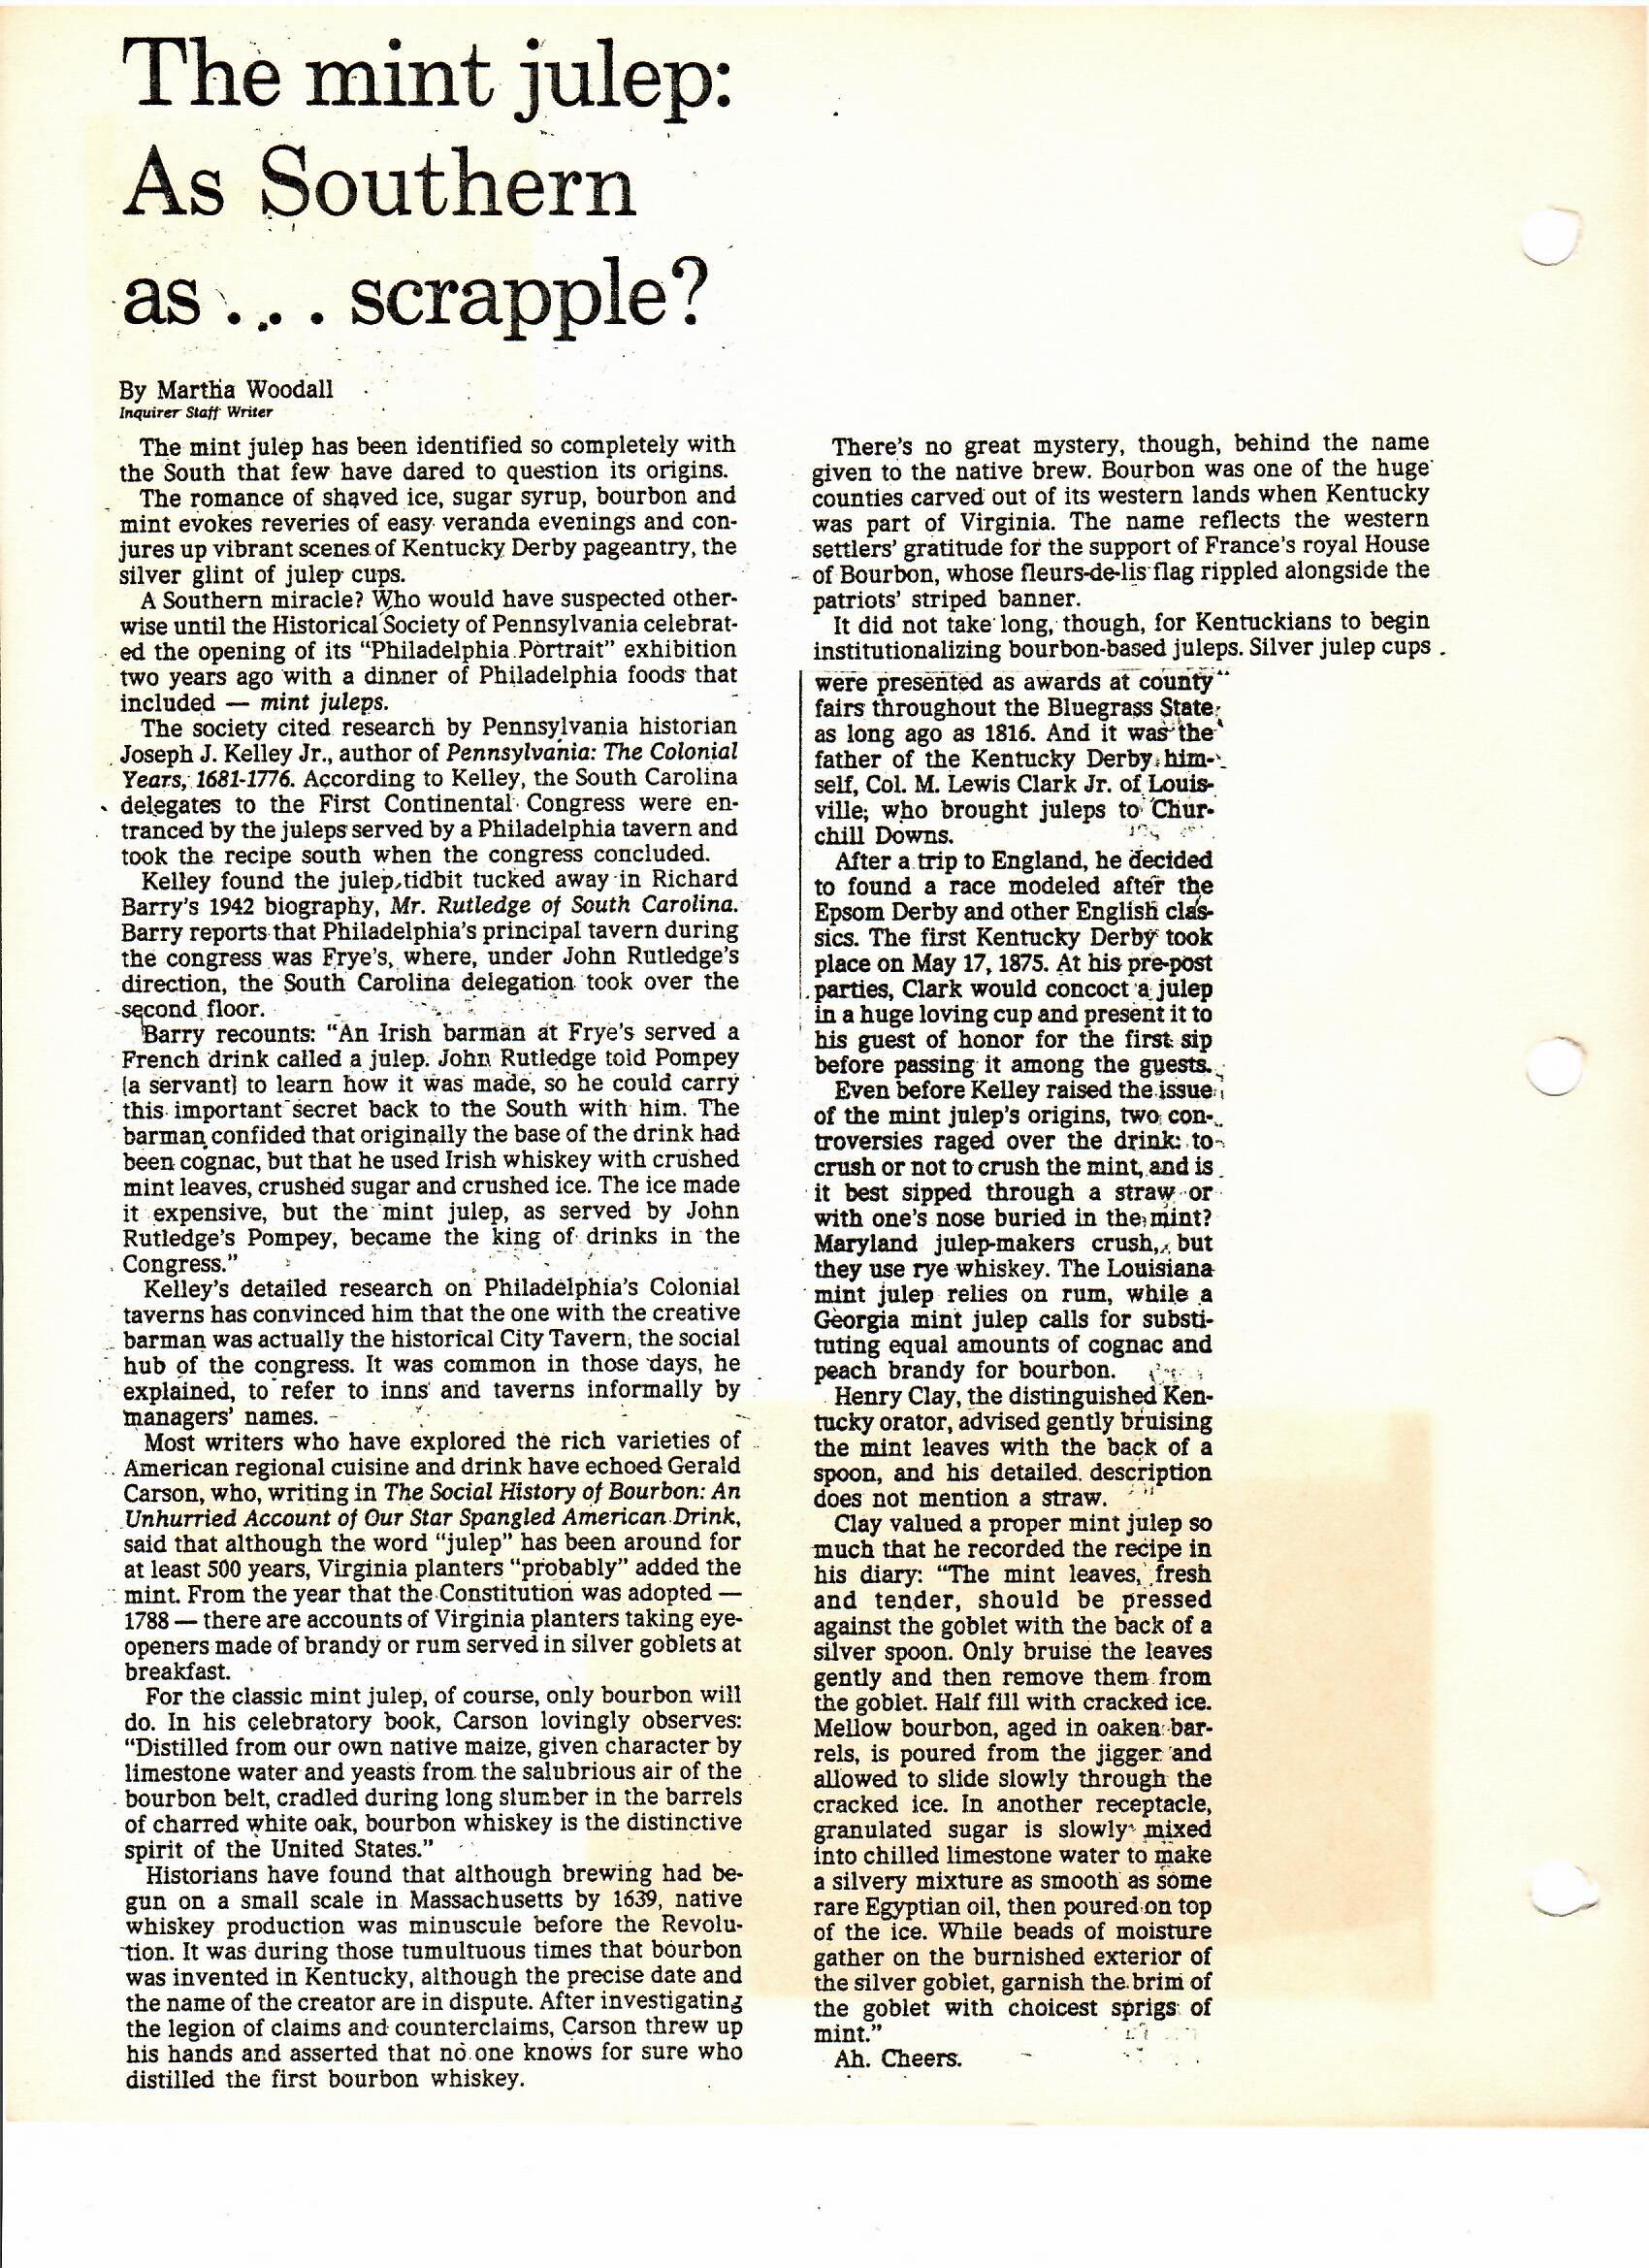 The mint julep:
As Southern
as ... scrapple?
By Martha Woodall
Inquirer Staff Writer
The mint julep has been identified so completely with
the South that few have dared to question its origins.
The romance of shaved ice, sugar syrup, bourbon and
mint evokes reveries of easy veranda evenings and con-
jures up vibrant scenes of Kentucky Derby pageantry, the
silver glint of julep cups.
A Southern miracle? Who would have suspected other-
wise until the Historical Society of Pennsylvania celebrat-
ed the opening of its “Philadelphia Portrait” exhibition
two years ago with a dinner of Philadelphia foods that
included — mint juleps.
The society cited research by Pennsylvania historian
Joseph J. Kelley Jr., author of Pennsylvania: The Colonial
Years, 1681-1776. According to Kelley, the South Carolina
delegates to the First Continental Congress were en-
tranced by the juleps served by a Philadelphia tavern and
took the recipe south when the congress concluded.
Kelley found the julep tidbit tucked away in Richard
Barry's 1942 biography, Mr. Rutledge of South Carolina.
Barry reports that Philadelphia's principal tavern during
the congress was Frye's, where, under John Rutledge's
direction, the South Carolina delegation took over the
second floor.
Barry recounts: “An Irish barman at Frye's served a
French drink called a julep. John Rutledge told Pompey
[a servant] to learn how it was made, so he could carry
this important secret back to the South with him. The
barman confided that originally the base of the drink had
been cognac, but that he used Irish whiskey with crushed
mint leaves, crushed sugar and crushed ice. The ice made
it expensive, but the mint julep, as served by John
Rutledge's Pompey, became the king of drinks in the
Congress.”
Kelley's detailed research on Philadelphia's Colonial
taverns has convinced him that the one with the creative
barman was actually the historical City Tavern, the social
hub of the congress. It was common in those days, he
explained, to refer to inns and taverns informally by
managers' names.
Most writers who have explored the rich varieties of
American regional cuisine and drink have echoed Gerald
Carson, who, writing in The Social History of Bourbon: An
Unhurried Account of Our Star Spangled American Drink,
said that although the word “julep” has been around for
at least 500 years, Virginia planters “probably” added the
mint. From the year that the Constitution was adopted —
1788 — there are accounts of Virginia planters taking eye-
openers made of brandy or rum served in silver goblets at
breakfast.
For the classic mint julep, of course, only bourbon will
do. In his celebratory book, Carson lovingly observes:
“Distilled from our own native maize, given character by
limestone water and yeasts from the salubrious air of the
bourbon belt, cradled during long slumber in the barrels
of charred white oak, bourbon whiskey is the distinctive
spirit of the United States.”
Historians have found that although brewing had be-
gun on a small scale in Massachusetts by 1639, native
whiskey production was minuscule before the Revolu-
tion. It was during those tumultuous times that bourbon
was invented in Kentucky, although the precise date and
the name of the creator are in dispute. After investigating
the legion of claims and counterclaims, Carson threw up
his hands and asserted that no one knows for sure who
distilled the first bourbon whiskey.
There's no great mystery, though, behind the name
given to the native brew. Bourbon was one of the huge
counties carved out of its western lands when Kentucky
was part of Virginia. The name reflects the western
settlers' gratitude for the support of France's royal House
of Bourbon, whose fleurs-de-lis flag rippled alongside the
patriots' striped banner.
It did not take long, though, for Kentuckians to begin
institutionalizing bourbon-based juleps. Silver julep cups
were presented as awards at county
fairs throughout the Bluegrass State
as long ago as 1816. And it was the
father of the Kentucky Derby him-
self, Col. M. Lewis Clark Jr. of Louis-
ville, who brought juleps to Chur-
chill Downs.
After a trip to England, he decided
to found a race modeled after the
Epsom Derby and other English clas-
sics. The first Kentucky Derby took
place on May 17, 1875. At his pre-post
parties, Clark would concoct a julep
in a huge loving cup and present it to
his guest of honor for the first sip
before passing it among the guests.
Even before Kelley raised the issue
of the mint julep's origins, two con-
troversies raged over the drink: to
crush or not to crush the mint, and is
it best sipped through a straw or
with one's nose buried in the mint?
Maryland julep-makers crush, but
they use rye whiskey. The Louisiana
mint julep relies on rum, while a
Georgia mint julep calls for substi-
tuting equal amounts of cognac and
peach brandy for bourbon.
Henry Clay, the distinguished Ken-
tucky orator, advised gently bruising
the mint leaves with the back of a
spoon, and his detailed description
does not mention a straw.
Clay valued a proper mint julep so
much that he recorded the recipe in
his diary: “The mint leaves, fresh
and tender, should be pressed
against the goblet with the back of a
silver spoon. Only bruise the leaves
gently and then remove them from
the goblet. Half fill with cracked ice.
Mellow bourbon, aged in oaken bar-
rels, is poured from the jigger and
allowed to slide slowly through the
cracked ice. In another receptacle,
granulated sugar is slowly mixed
into chilled limestone water to make
a silvery mixture as smooth as some
rare Egyptian oil, then poured on top
of the ice. While beads of moisture
gather on the burnished exterior of
the silver goblet, garnish the brim of
the goblet with choicest sprigs of
mint.”
Ah. Cheers.